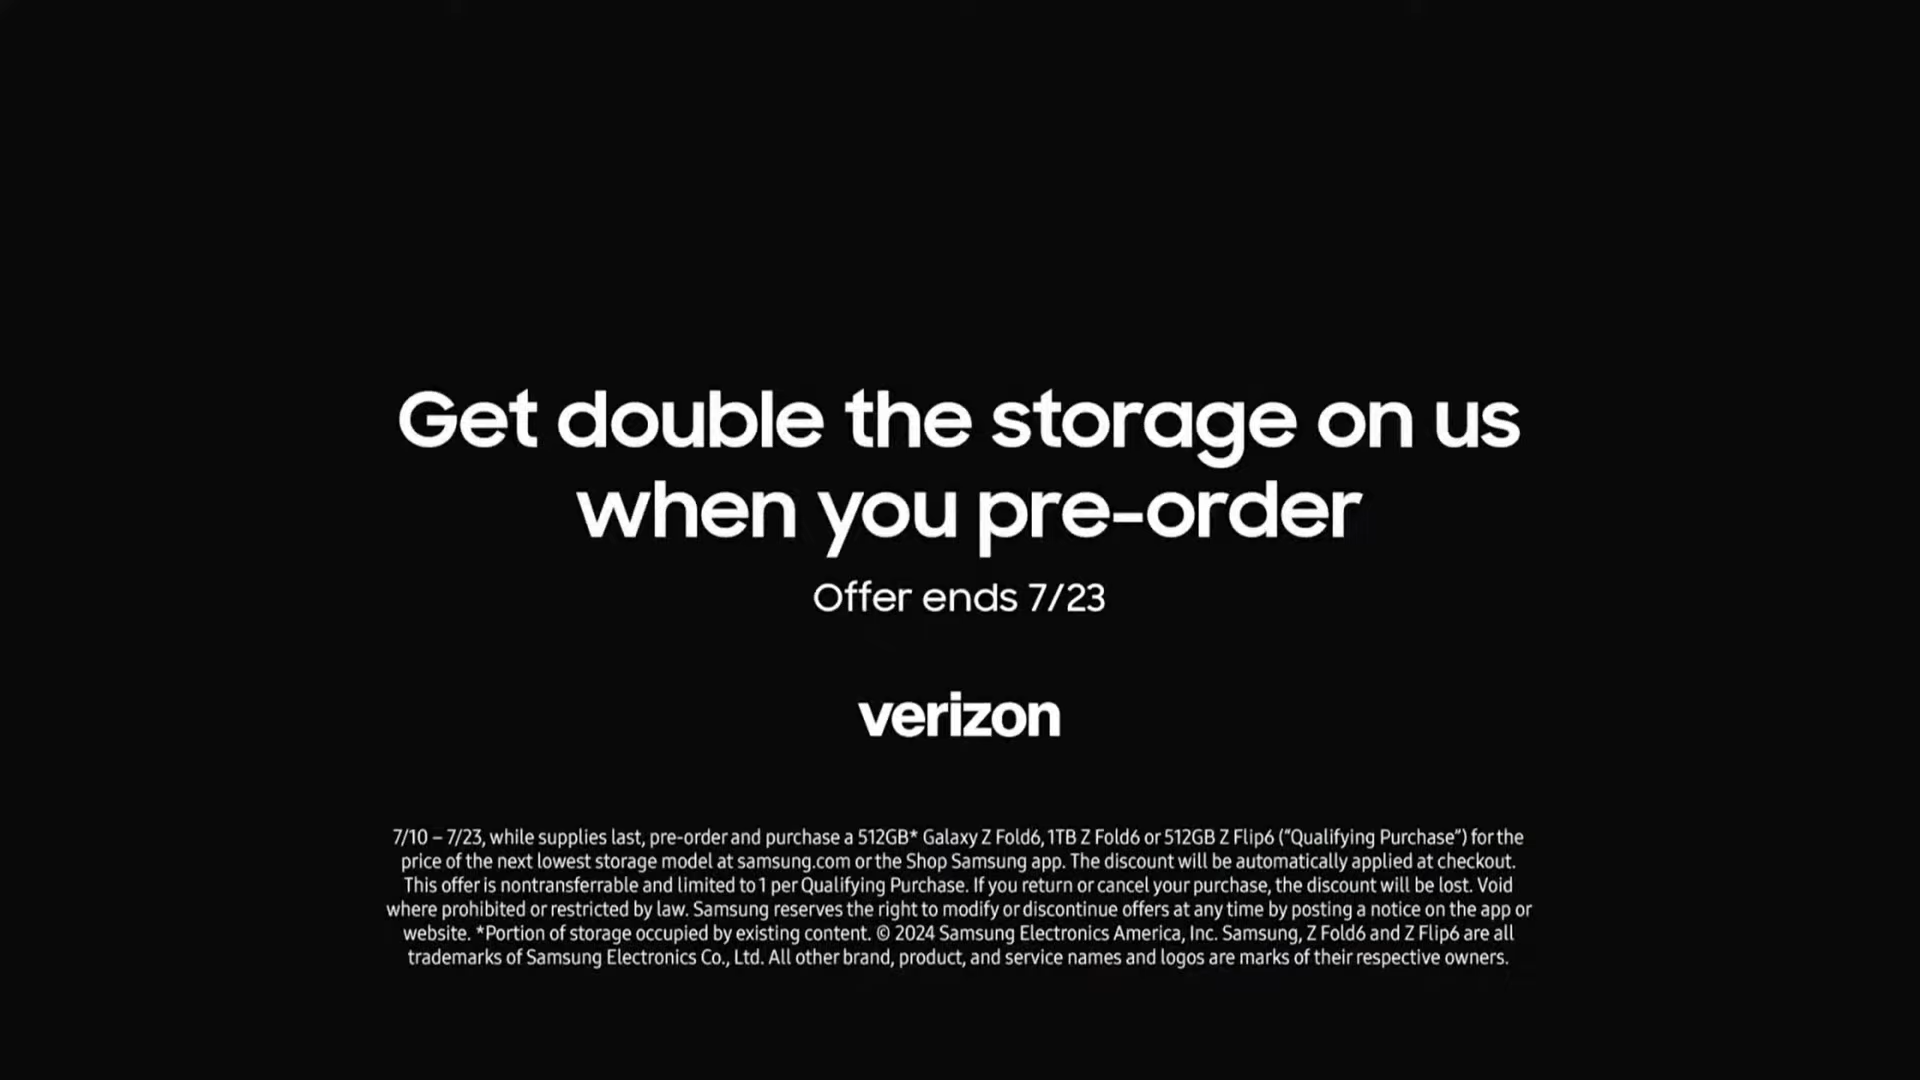 Get double the storage on us
when you pre-order
Offer ends 7/23
verizon
7/10 – 7/23, while supplies last, pre-order and purchase a 512GB* Galaxy Z Fold6, 1TB Z Fold6 or 512GB Z Flip6 (“Qualifying Purchase”) for the
price of the next lowest storage model at samsung.com or the Shop Samsung app. The discount will be automatically applied at checkout.
This offer is nontransferrable and limited to 1 per Qualifying Purchase. If you return or cancel your purchase, the discount will be lost. Void
where prohibited or restricted by law. Samsung reserves the right to modify or discontinue offers at any time by posting a notice on the app or
website. *Portion of storage occupied by existing content. © 2024 Samsung Electronics America, Inc. Samsung, Z Fold6 and Z Flip6 are all
trademarks of Samsung Electronics Co., Ltd. All other brand, product, and service names and logos are marks of their respective owners.